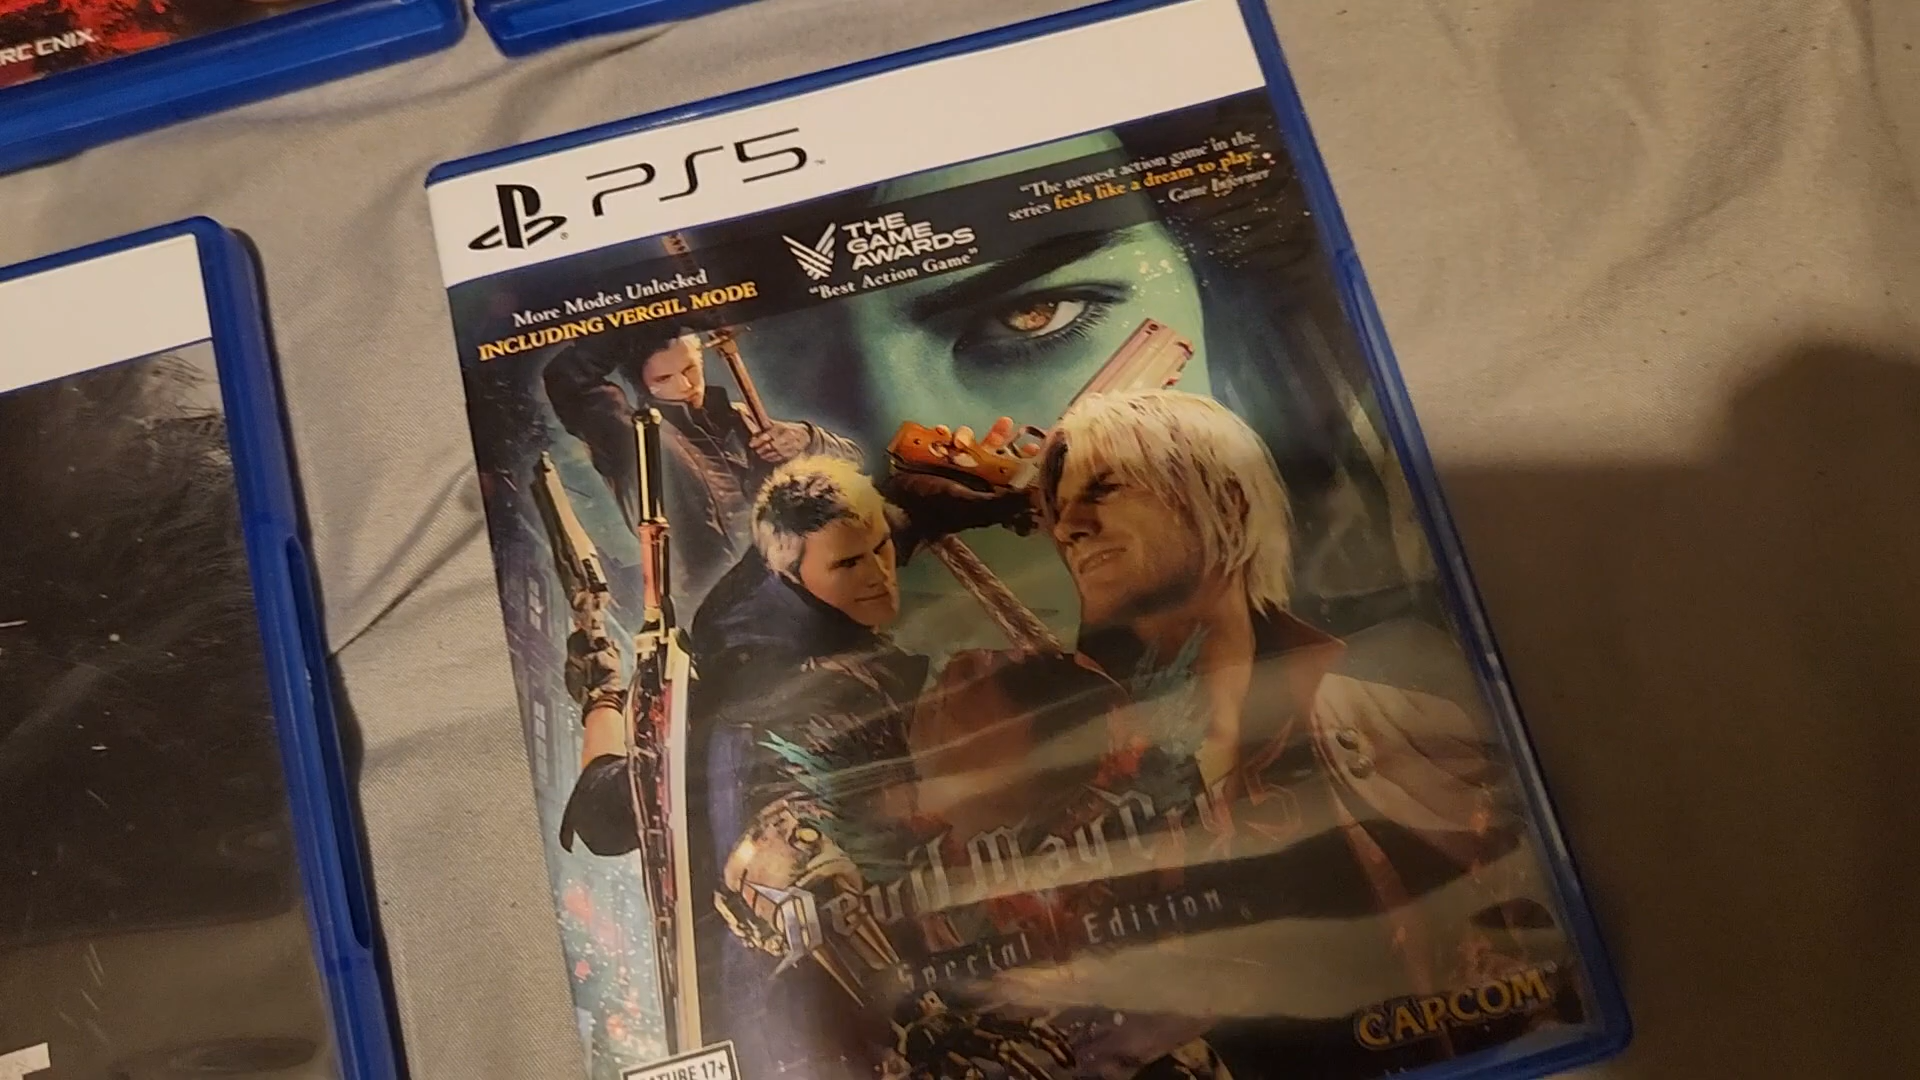 PS5
More Modes Unlocked
INCLUDING VERGIL MODE
THE
GAME
AWARDS
"Best Action Game"
"The newest action game in the
series feels like a dream to play."
- Game Informer
Devil May Cry 5
Special Edition
CAPCOM
17+